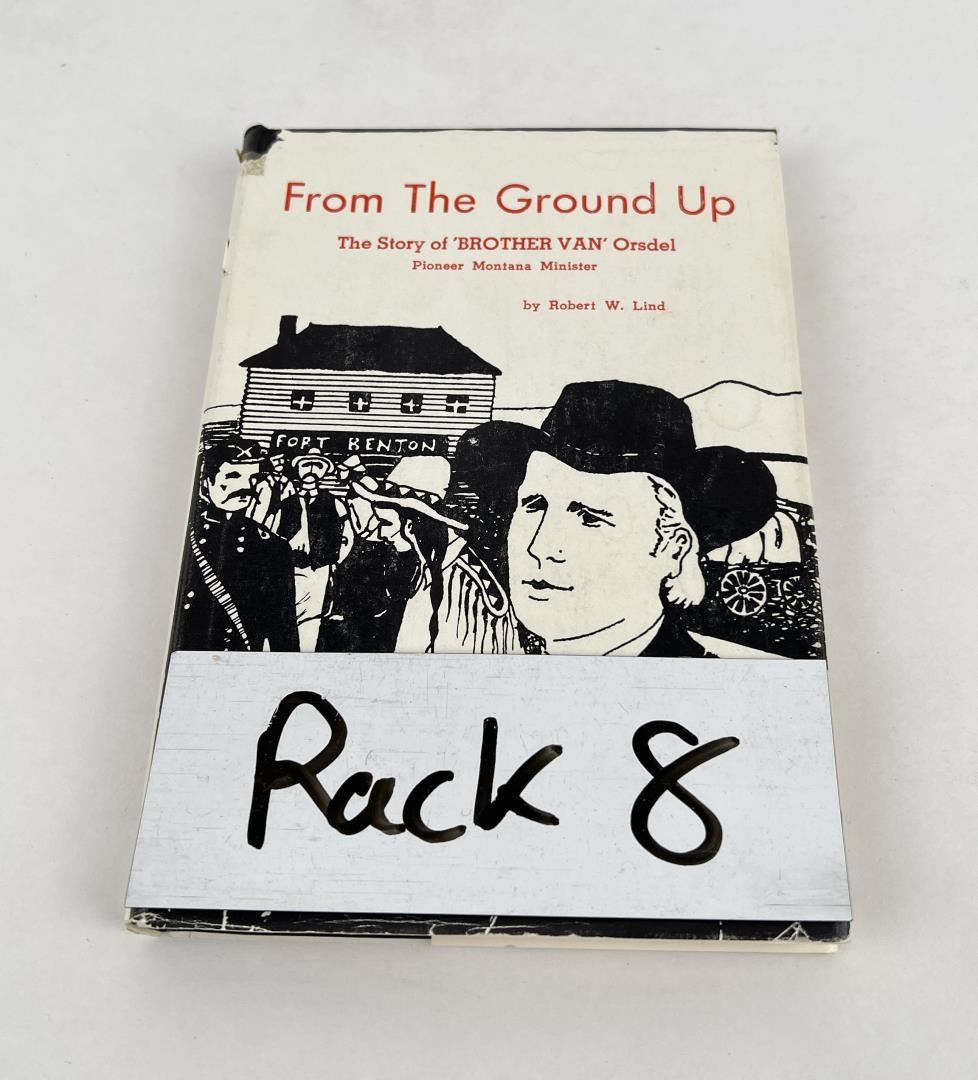 From The Ground Up
The Story of 'BROTHER VAN' Orsdel
Pioneer Montana Minister
by Robert W. Lind
FORT BENTON
Rack 8